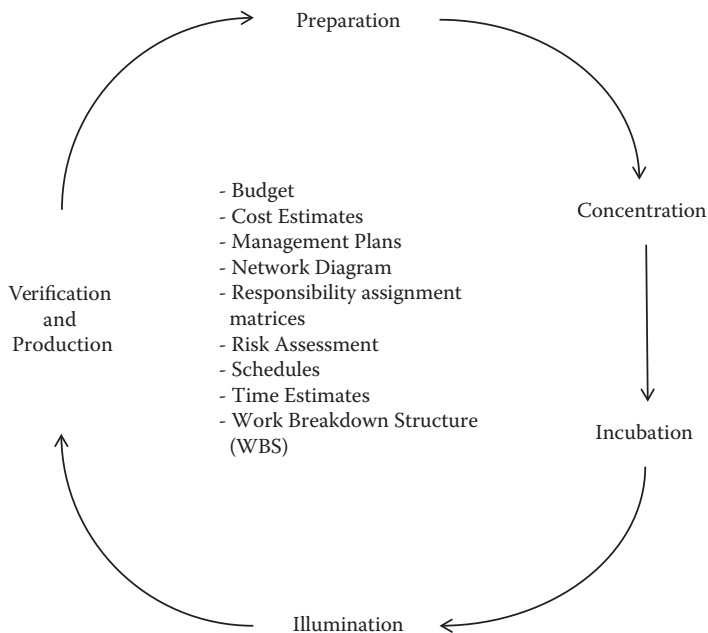 Preparation
Concentration
- Budget
- Cost Estimates
- Management Plans
- Network Diagram
- Responsibility assignment
matrices
- Risk Assessment
- Schedules
- Time Estimates
- Work Breakdown Structure
(WBS)
Verification
and
Production
Incubation
Illumination